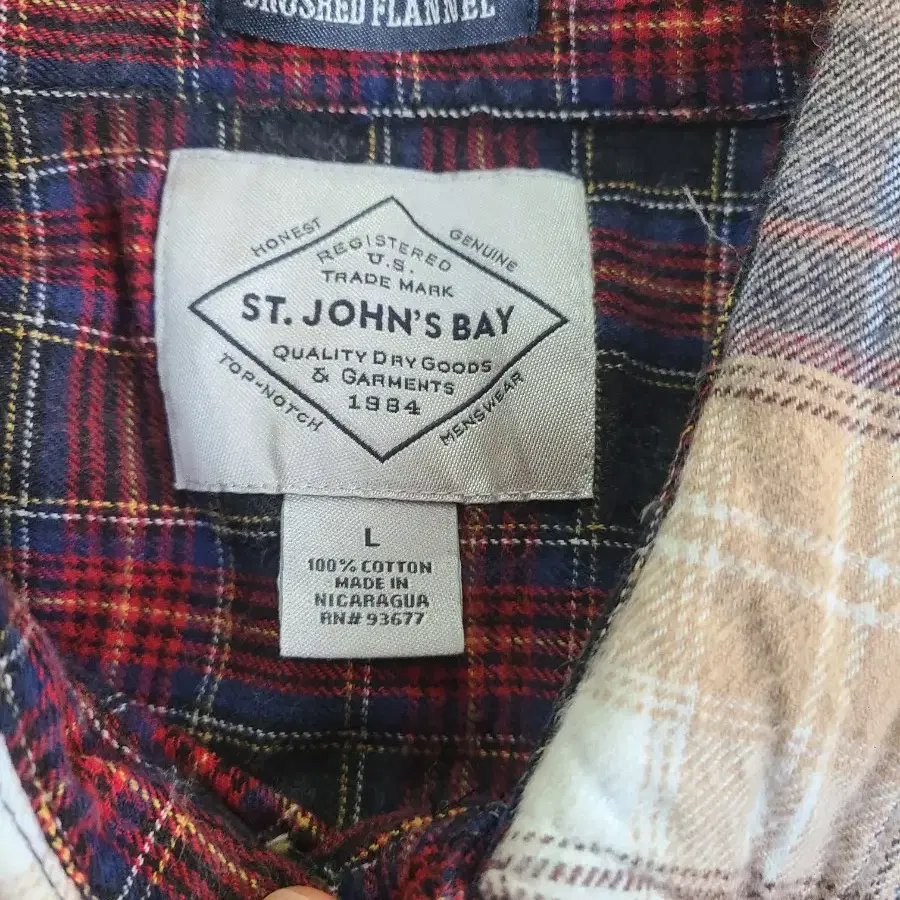 BRUSHED FLANNEL
HONEST
GENUINE
REGISTERED
U.S.
TRADE MARK
ST. JOHN'S BAY
QUALITY DRY GOODS
& GARMENTS
1984
TOP-NOTCH
MENSWEAR
L
100% COTTON
MADE IN
NICARAGUA
RN# 93677